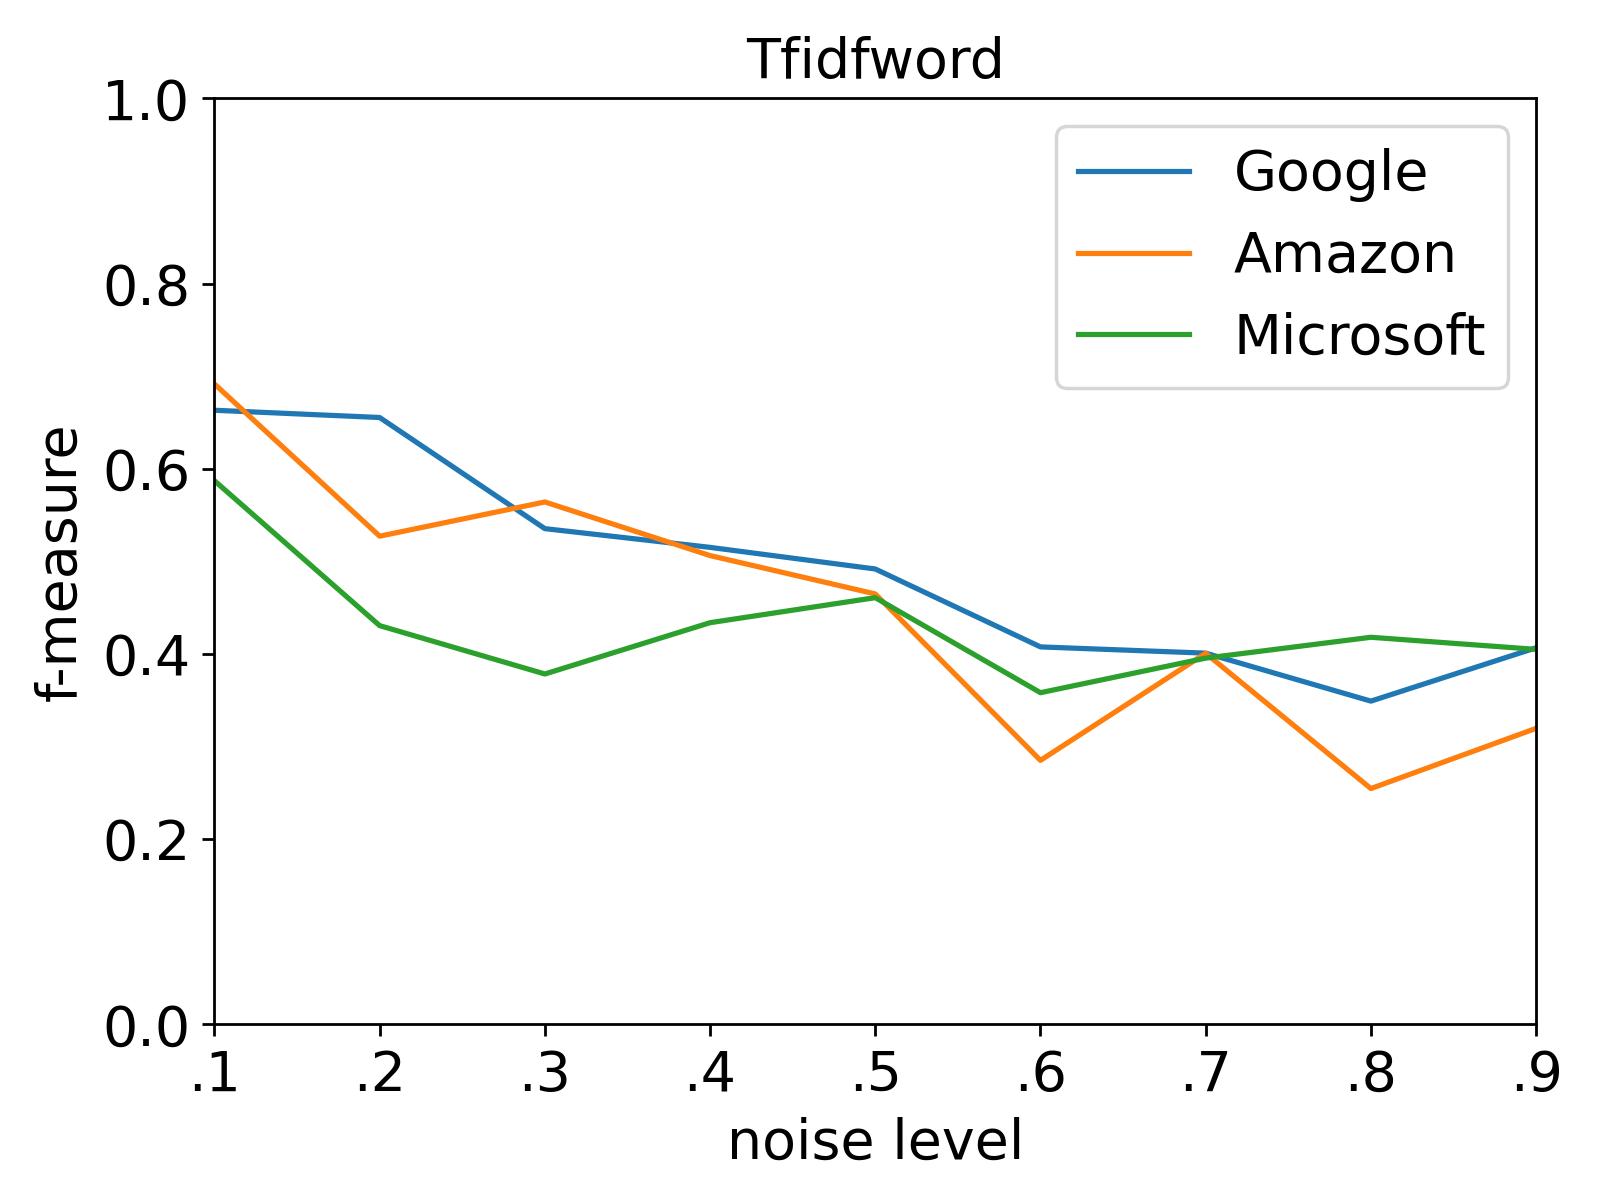 Tfidfword
1.0
0.8
0.6
0.4
0.2
0.0
f-measure
Google
Amazon
Microsoft
.1 .2 .3 .4 .5 .6 .7 .8 .9
noise level